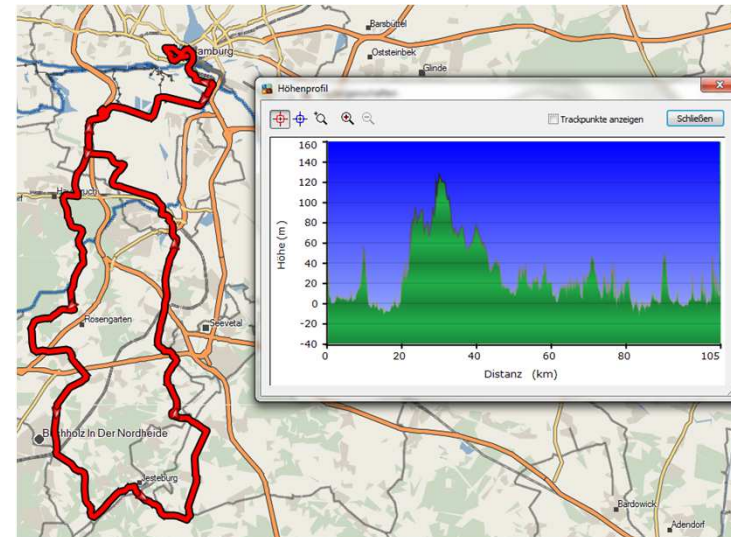 Barsbüttel
Hamburg
Oststeinbek
Glinde
Höhenprofil
Trackpunkte anzeigen
Schließen
160
140
120
100
80
60
40
20
0
-20
-40
Höhe (m)
0 20 40 60 80 105
Distanz (km)
Rosengarten
Seevetal
Buchholz In Der Nordheide
Jesteburg
Bardowick
Adendorf